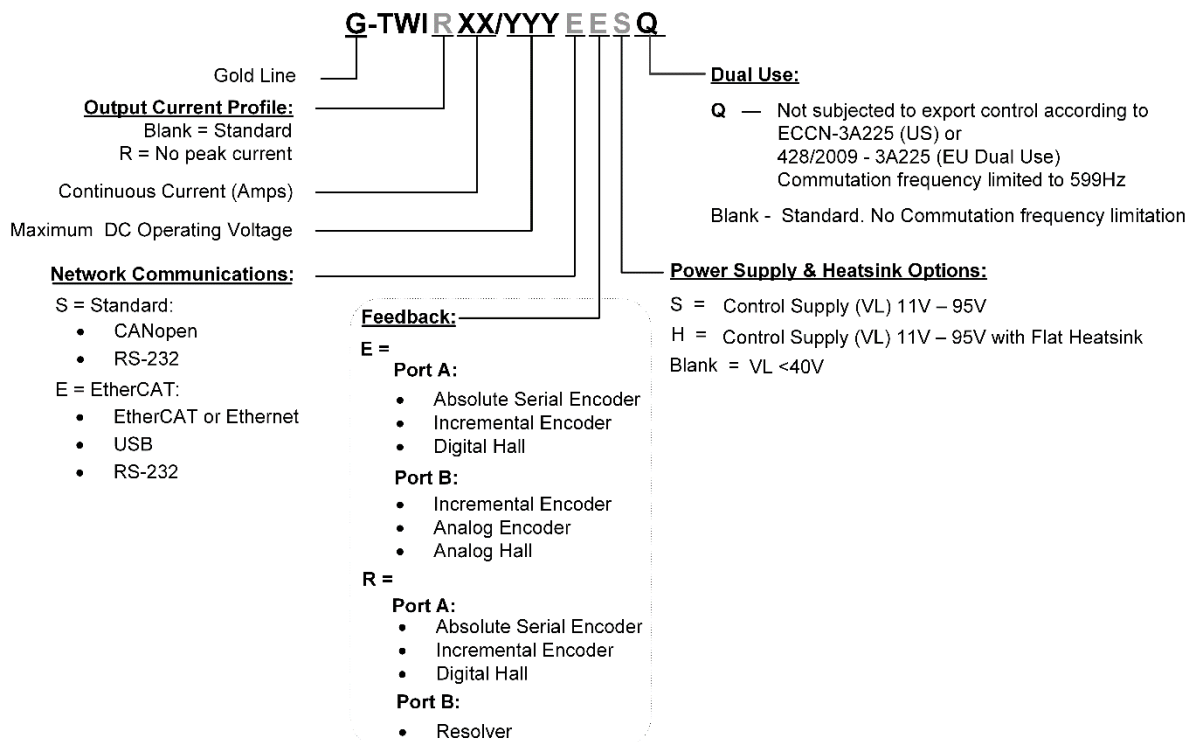 G-TWIRXX/YYYEESQ
Gold Line
Output Current Profile:
Blank = Standard
R = No peak current
Continuous Current (Amps)
Maximum DC Operating Voltage
Network Communications:
S = Standard:
• CANopen
• RS-232
E = EtherCAT:
• EtherCAT or Ethernet
• USB
• RS-232
Feedback:
E =
Port A:
• Absolute Serial Encoder
• Incremental Encoder
• Digital Hall
Port B:
• Incremental Encoder
• Analog Encoder
• Analog Hall
R =
Port A:
• Absolute Serial Encoder
• Incremental Encoder
• Digital Hall
Port B:
• Resolver
Dual Use:
Q — Not subjected to export control according to
ECCN-3A225 (US) or
428/2009 - 3A225 (EU Dual Use)
Commutation frequency limited to 599Hz
Blank - Standard. No Commutation frequency limitation
Power Supply & Heatsink Options:
S = Control Supply (VL) 11V – 95V
H = Control Supply (VL) 11V – 95V with Flat Heatsink
Blank = VL <40V